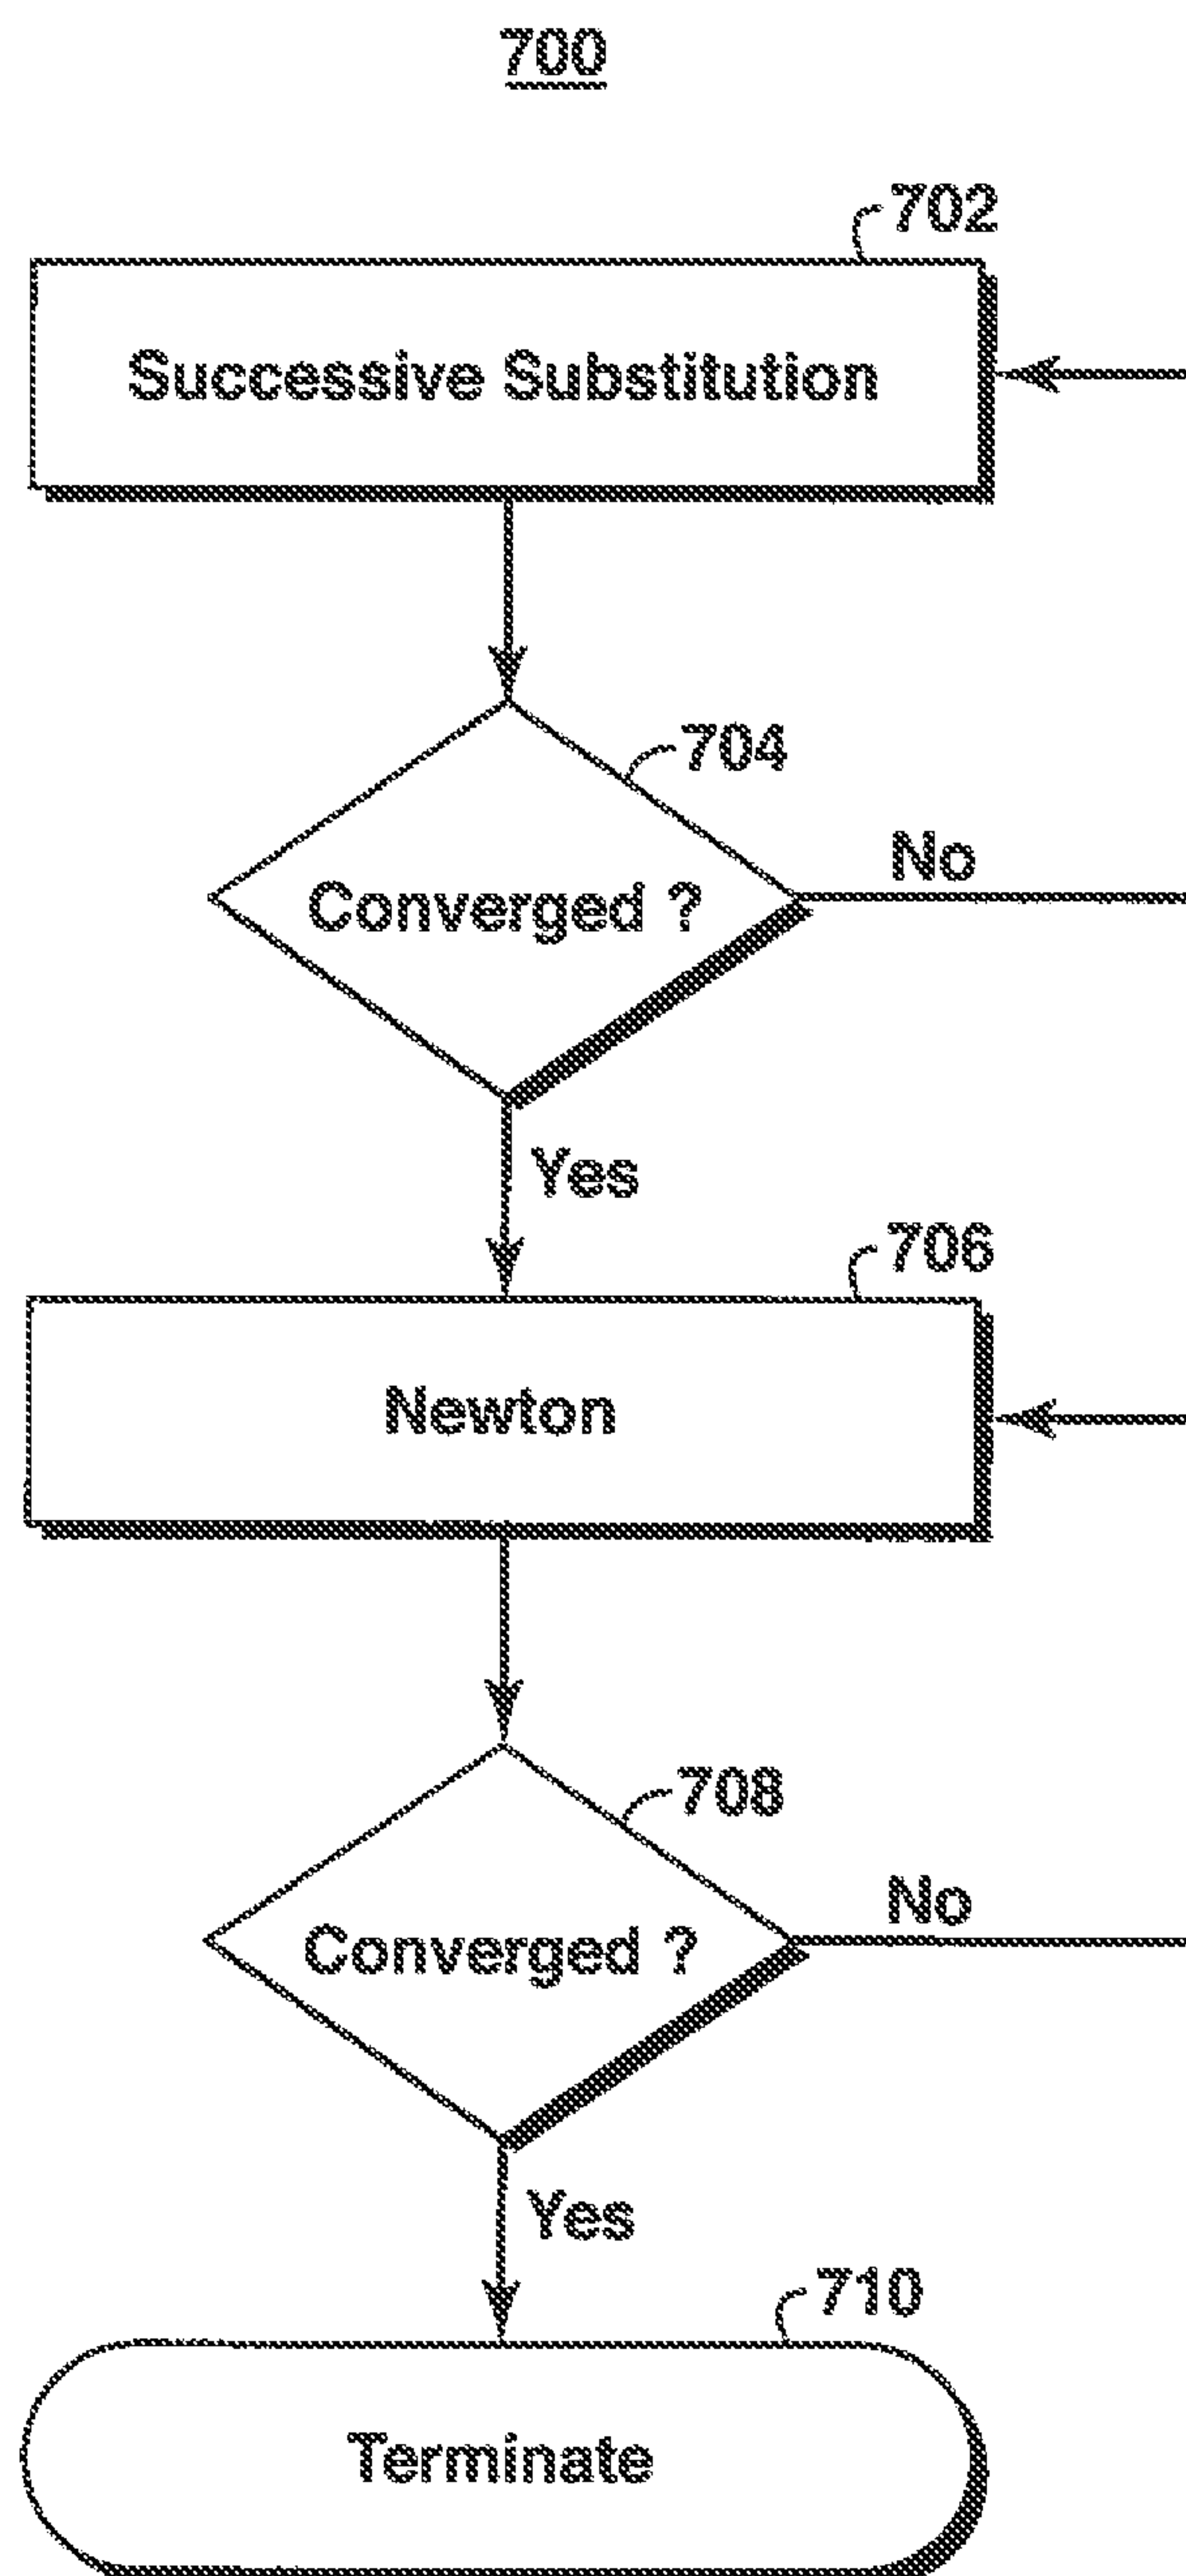 700
702
Successive Substitution
704
Converged ?
No
Yes
706
Newton
708
Converged ?
No
Yes
710
Terminate